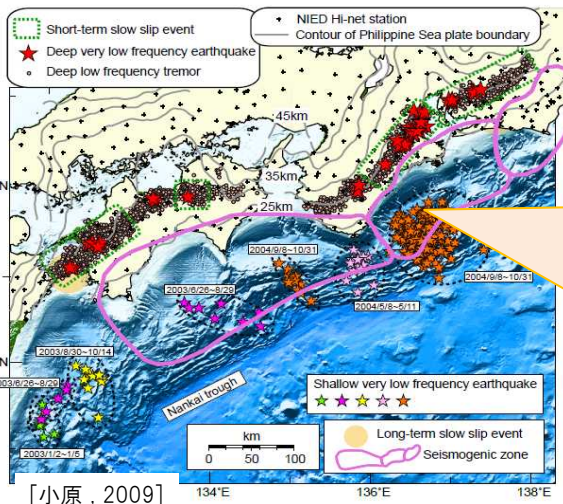 Short-term slow slip event
Deep very low frequency earthquake
Deep low frequency tremor
NIED Hi-net station
Contour of Philippine Sea plate boundary
45km
35km
25km
2004/9/8~10/31
2003/6/26~8/29
2004/5/8~5/11
2004/9/8~10/31
2003/8/30~10/14
2003/6/26~8/29
2003/1/2~1/5
N
N
Nankai trough
Shallow very low frequency earthquake
km
0 50 100
Long-term slow slip event
Seismogenic zone
134°E
136°E
138°E
[小原 , 2009]